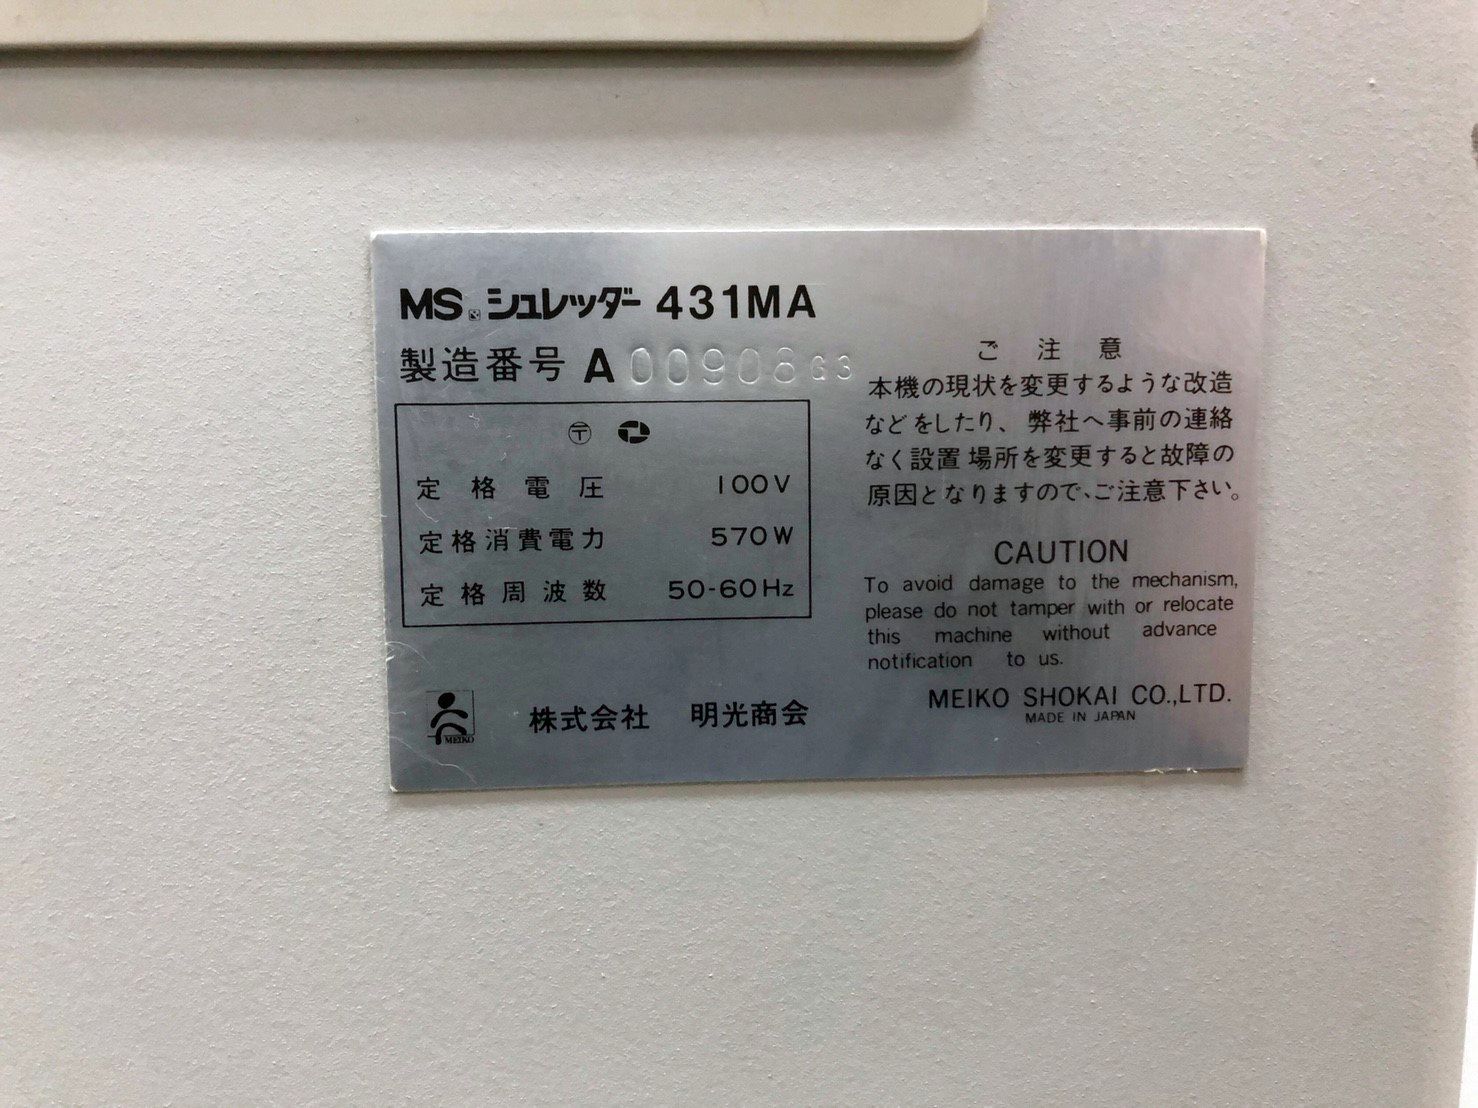 MS シュレッダー 431MA
製造番号 A 00908G3
〒
定格電圧 100V
定格消費電力 570W
定格周波数 50-60Hz
MEIKO
株式会社 明光商会
ご注意
本機の現状を変更するような改造
などをしたり、弊社へ事前の連絡
なく設置場所を変更すると故障の
原因となりますので、ご注意下さい。
CAUTION
To avoid damage to the mechanism,
please do not tamper with or relocate
this machine without advance
notification to us.
MEIKO SHOKAI CO.,LTD.
MADE IN JAPAN